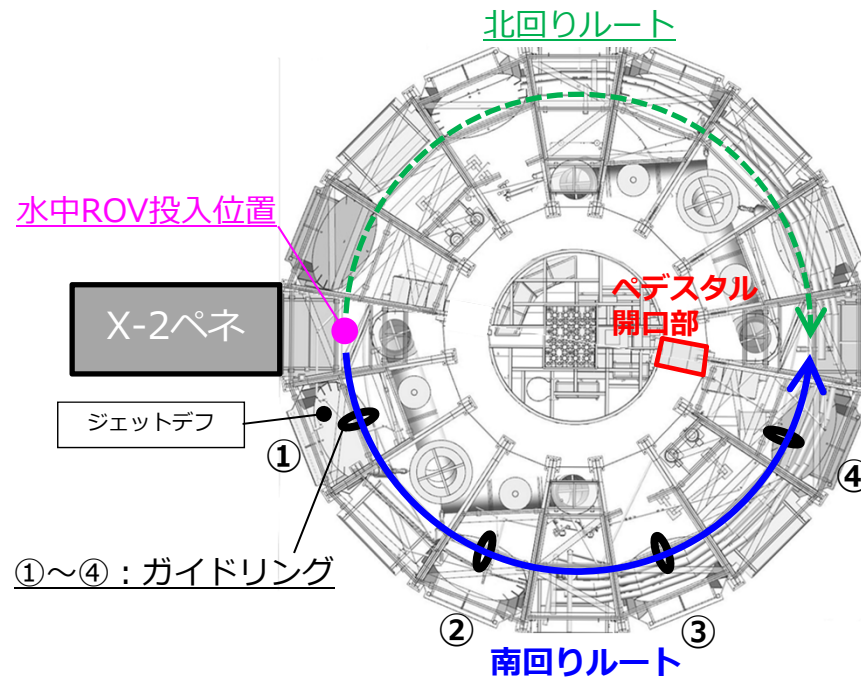 北回りルート
水中ROV投入位置
ペデスタル
開口部
X-2ペネ
ジェットデフ
①
④
①～④：ガイドリング
②
③
南回りルート